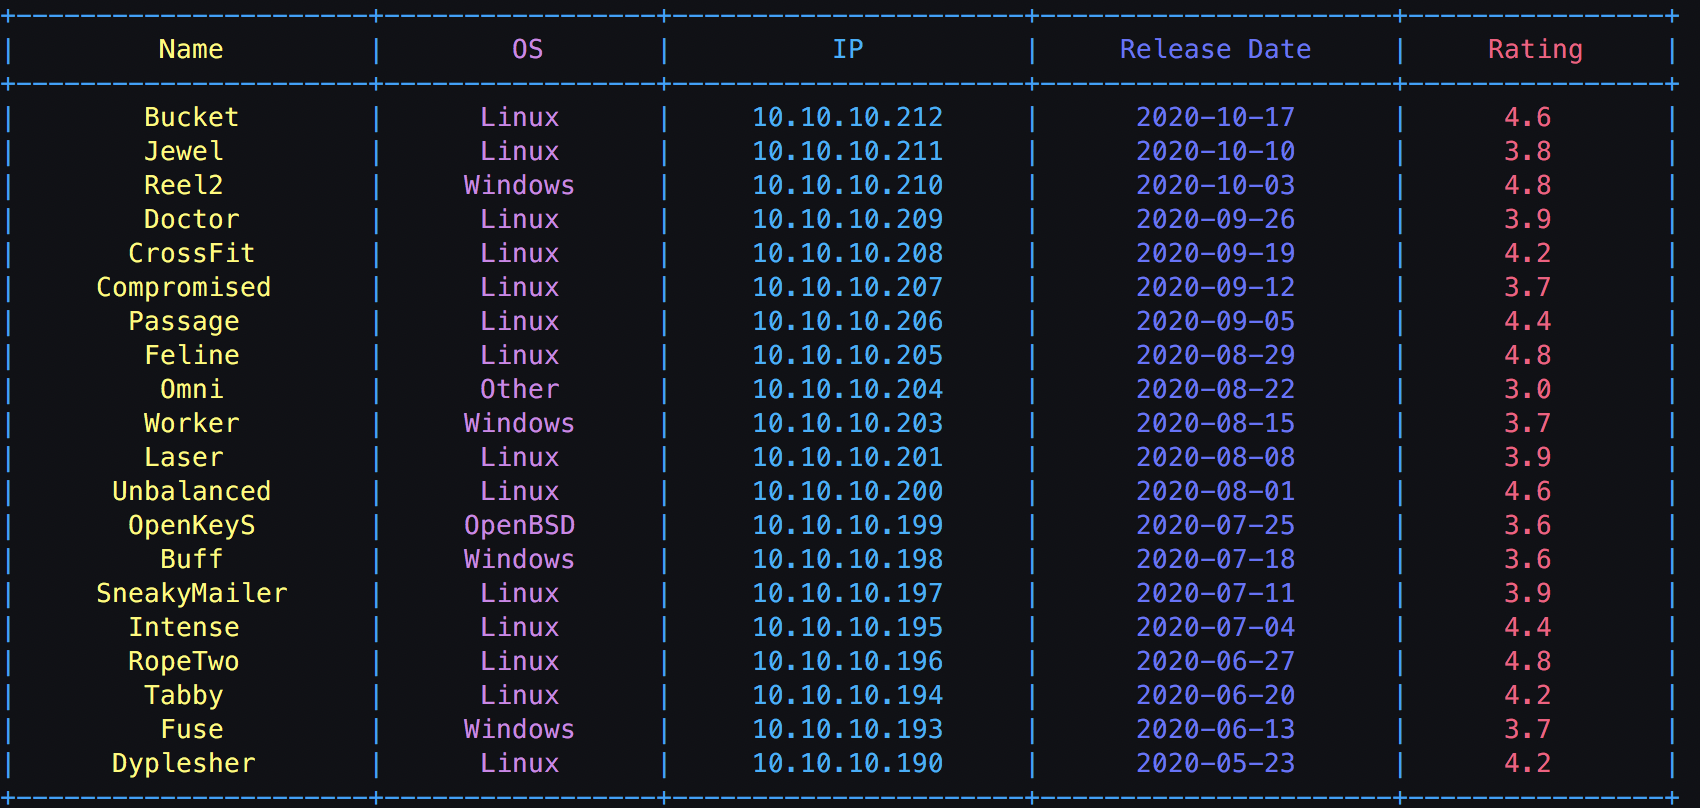 +-----------------------+-----------------+----------------------+----------------------+----------------+
| Name | OS | IP | Release Date | Rating |
+-----------------------+-----------------+----------------------+----------------------+----------------+
| Bucket | Linux | 10.10.10.212 | 2020-10-17 | 4.6 |
| Jewel | Linux | 10.10.10.211 | 2020-10-10 | 3.8 |
| Reel2 | Windows | 10.10.10.210 | 2020-10-03 | 4.8 |
| Doctor | Linux | 10.10.10.209 | 2020-09-26 | 3.9 |
| CrossFit | Linux | 10.10.10.208 | 2020-09-19 | 4.2 |
| Compromised | Linux | 10.10.10.207 | 2020-09-12 | 3.7 |
| Passage | Linux | 10.10.10.206 | 2020-09-05 | 4.4 |
| Feline | Linux | 10.10.10.205 | 2020-08-29 | 4.8 |
| Omni | Other | 10.10.10.204 | 2020-08-22 | 3.0 |
| Worker | Windows | 10.10.10.203 | 2020-08-15 | 3.7 |
| Laser | Linux | 10.10.10.201 | 2020-08-08 | 3.9 |
| Unbalanced | Linux | 10.10.10.200 | 2020-08-01 | 4.6 |
| OpenKeyS | OpenBSD | 10.10.10.199 | 2020-07-25 | 3.6 |
| Buff | Windows | 10.10.10.198 | 2020-07-18 | 3.6 |
| SneakyMailer | Linux | 10.10.10.197 | 2020-07-11 | 3.9 |
| Intense | Linux | 10.10.10.195 | 2020-07-04 | 4.4 |
| RopeTwo | Linux | 10.10.10.196 | 2020-06-27 | 4.8 |
| Tabby | Linux | 10.10.10.194 | 2020-06-20 | 4.2 |
| Fuse | Windows | 10.10.10.193 | 2020-06-13 | 3.7 |
| Dyplesher | Linux | 10.10.10.190 | 2020-05-23 | 4.2 |
+-----------------------+-----------------+----------------------+----------------------+----------------+